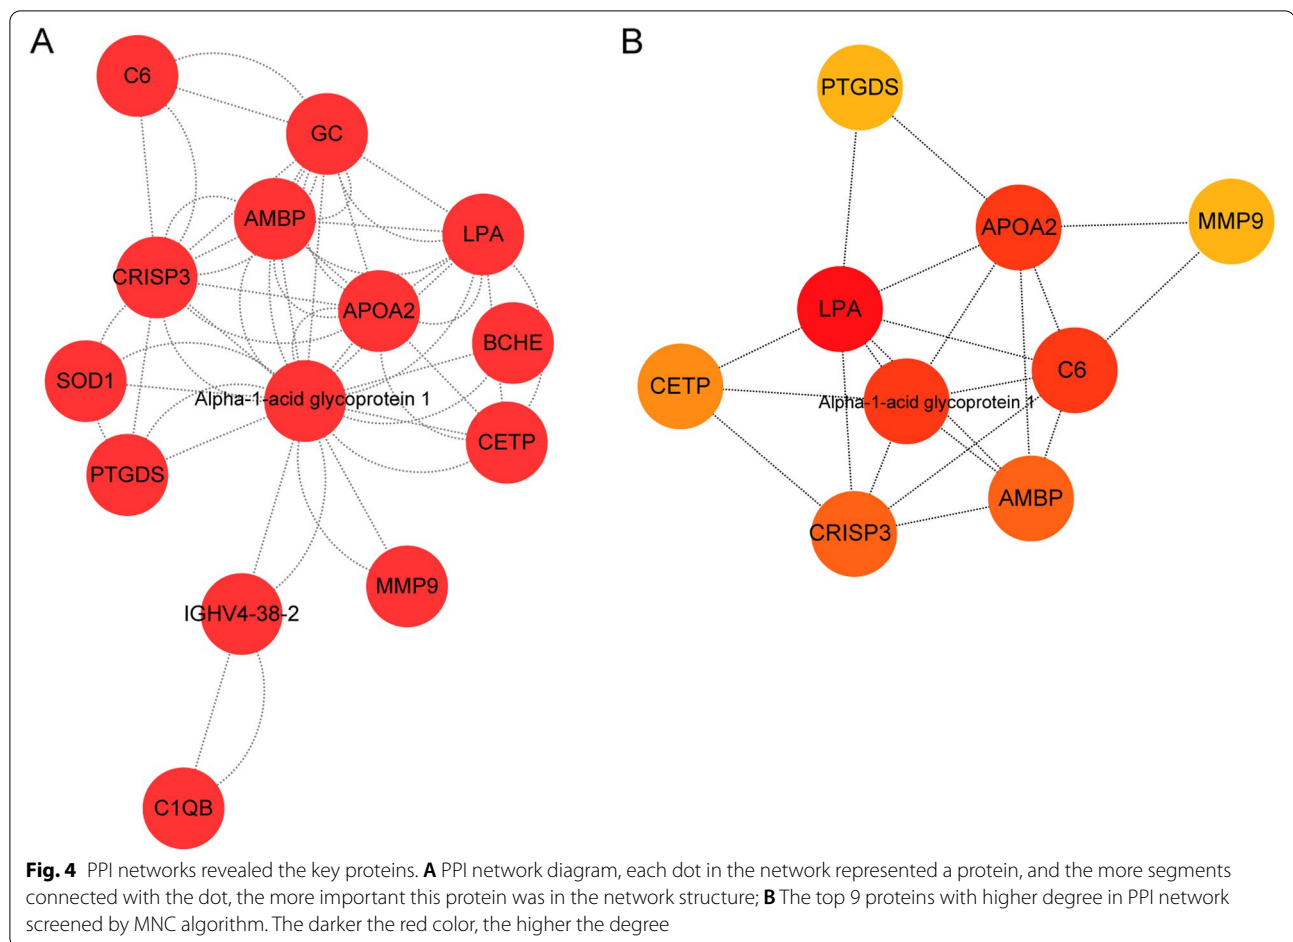 A
C6
GC
AMBP
LPA
CRISP3
APOA2
BCHE
SOD1
Alpha-1-acid glycoprotein 1
CETP
PTGDS
MMP9
IGHV4-38-2
C1QB
B
PTGDS
APOA2
MMP9
LPA
C6
CETP
Alpha-1-acid glycoprotein 1
AMBP
CRISP3
Fig. 4 PPI networks revealed the key proteins. A PPI network diagram, each dot in the network represented a protein, and the more segments
connected with the dot, the more important this protein was in the network structure; B The top 9 proteins with higher degree in PPI network
screened by MNC algorithm. The darker the red color, the higher the degree